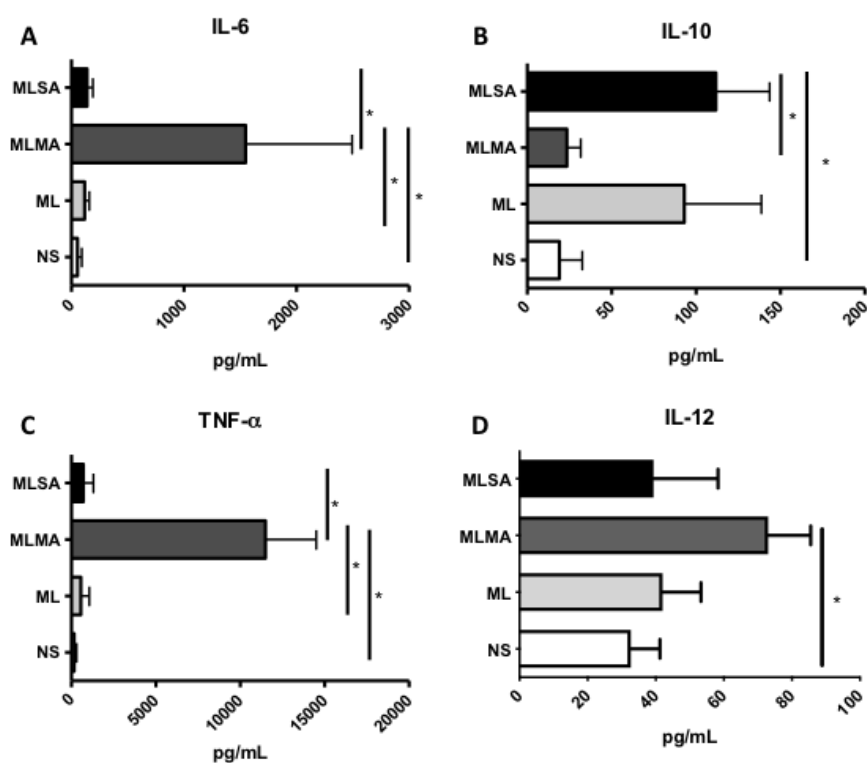 A
IL-6
MLSA
MLMA
ML
NS
*
*
*
0
1000
2000
3000
pg/mL
B
IL-10
MLSA
MLMA
ML
NS
*
*
0
50
100
150
200
pg/mL
C
TNF-α
MLSA
MLMA
ML
NS
*
*
*
0
5000
10000
15000
20000
pg/mL
D
IL-12
MLSA
MLMA
ML
NS
*
0
20
40
60
80
100
pg/mL